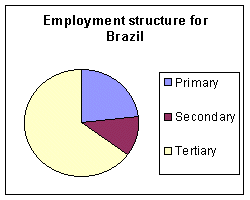 Employment structure for
Brazil
Primary
Secondary
Tertiary